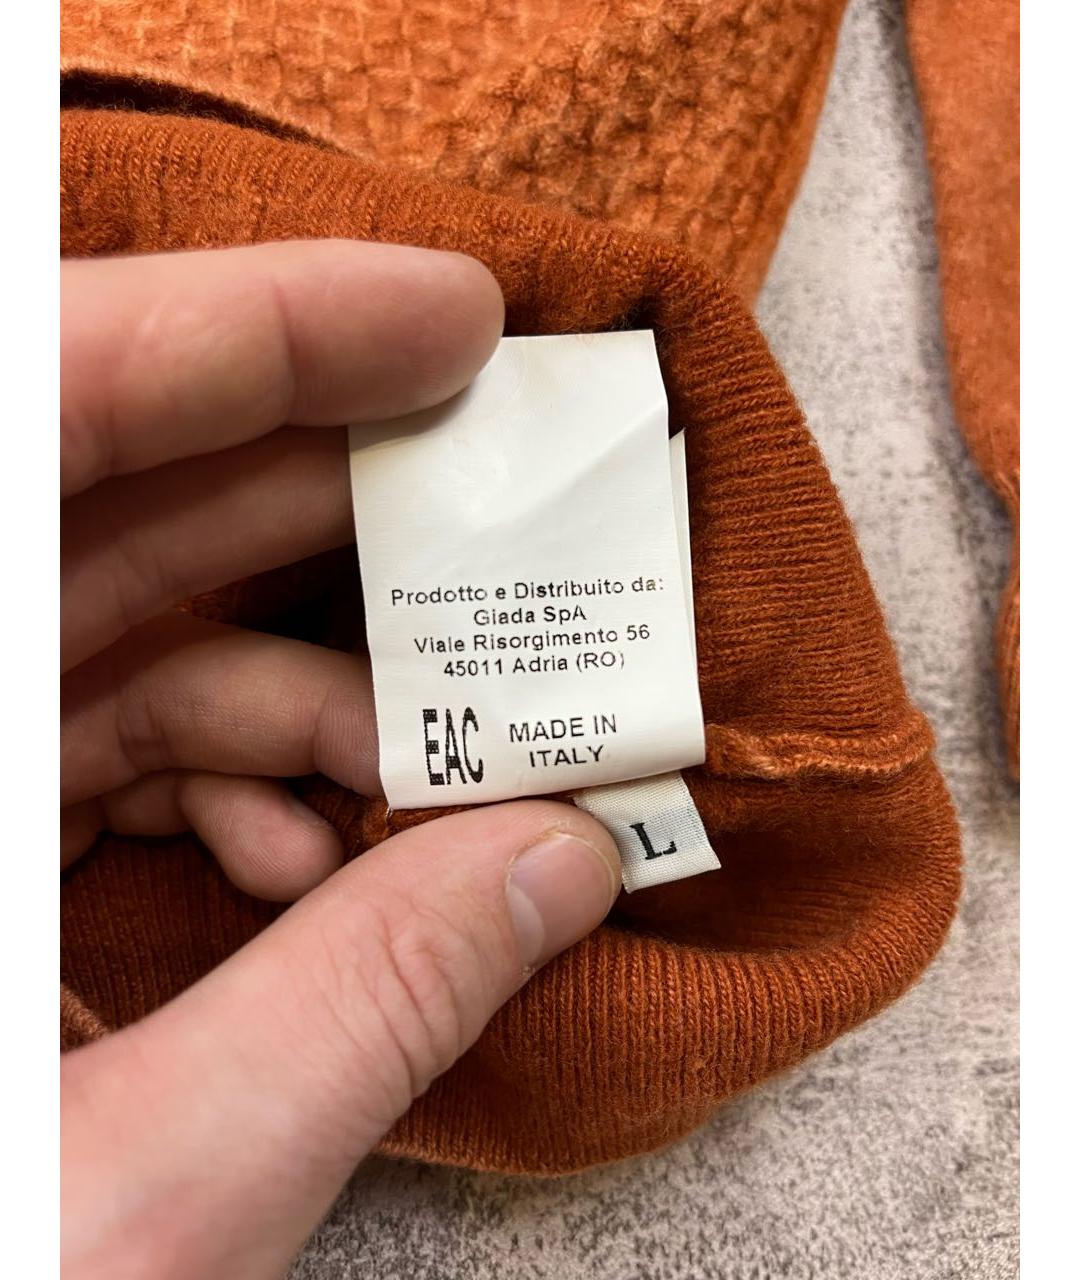 Prodotto e Distribuito da:
Giada SpA
Viale Risorgimento 56
45011 Adria (RO)
EAC MADE IN
ITALY
L